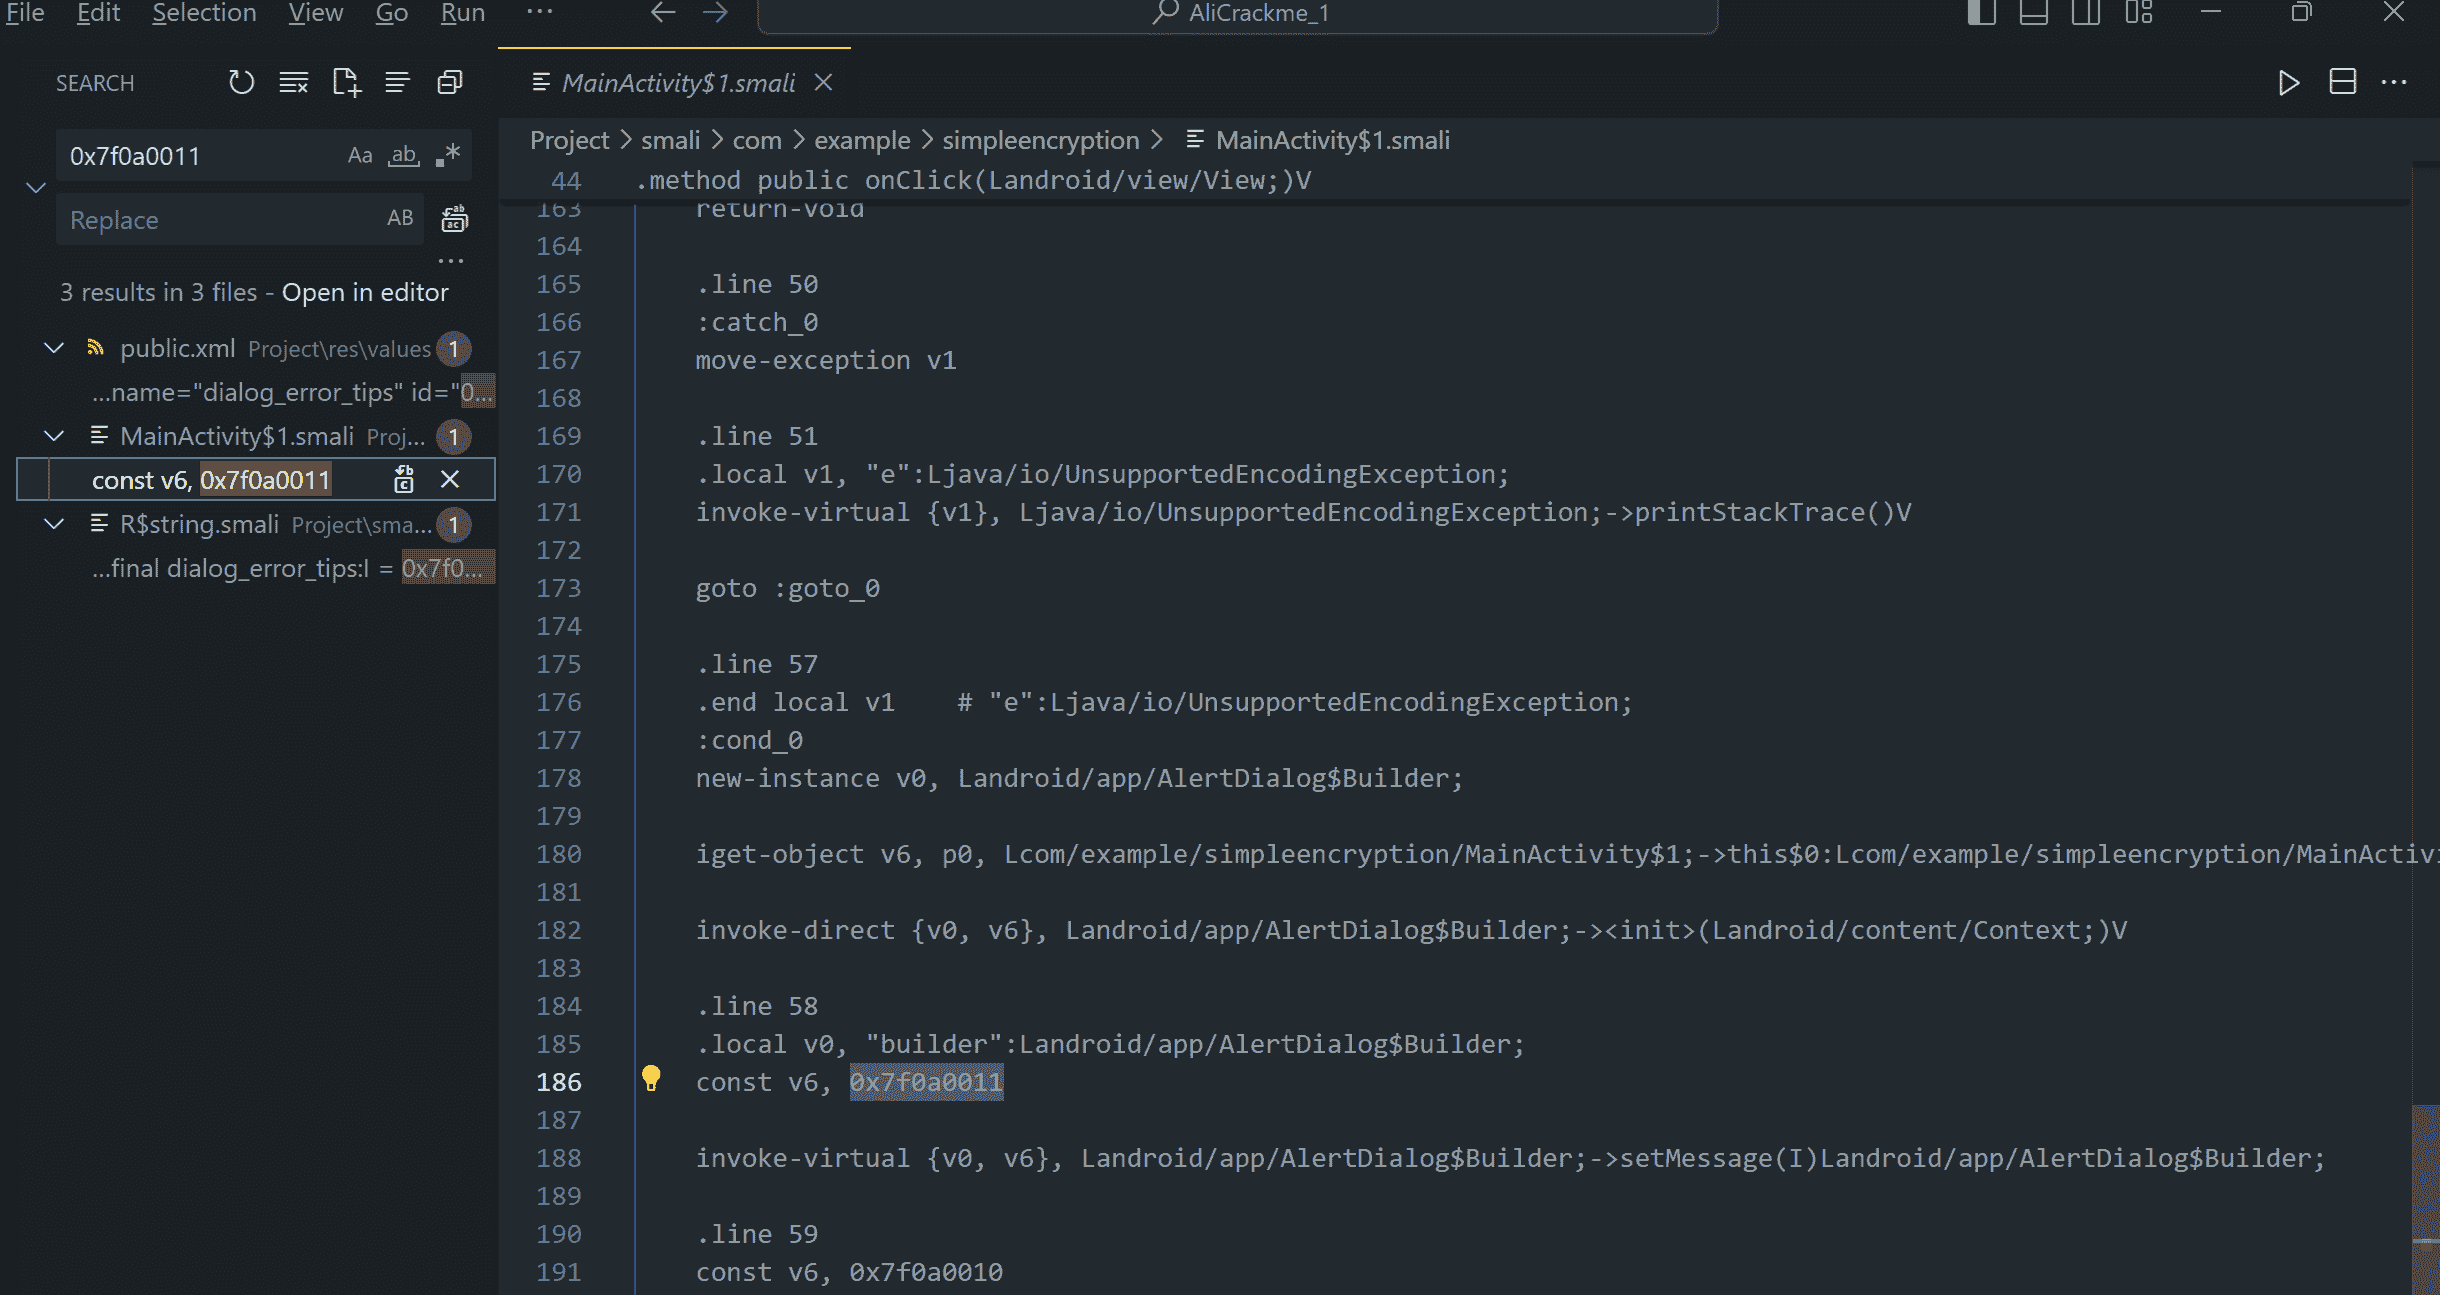 File Edit Selection View Go Run ... AliCrackme_1
SEARCH
0x7f0a0011 Aa ab .*
Replace AB
3 results in 3 files - Open in editor
public.xml Project\res\values 1
...name="dialog_error_tips" id="0...
MainActivity$1.smali Proj... 1
const v6, 0x7f0a0011
R$string.smali Project\sma... 1
...final dialog_error_tips:I = 0x7f0...
MainActivity$1.smali
Project > smali > com > example > simpleencryption > MainActivity$1.smali
44 .method public onClick(Landroid/view/View;)V
163 return-void
164
165 .line 50
166 :catch_0
167 move-exception v1
168
169 .line 51
170 .local v1, "e":Ljava/io/UnsupportedEncodingException;
171 invoke-virtual {v1}, Ljava/io/UnsupportedEncodingException;->printStackTrace()V
172
173 goto :goto_0
174
175 .line 57
176 .end local v1    # "e":Ljava/io/UnsupportedEncodingException;
177 :cond_0
178 new-instance v0, Landroid/app/AlertDialog$Builder;
179
180 iget-object v6, p0, Lcom/example/simpleencryption/MainActivity$1;->this$0:Lcom/example/simpleencryption/MainActivi
181
182 invoke-direct {v0, v6}, Landroid/app/AlertDialog$Builder;-><init>(Landroid/content/Context;)V
183
184 .line 58
185 .local v0, "builder":Landroid/app/AlertDialog$Builder;
186 const v6, 0x7f0a0011
187
188 invoke-virtual {v0, v6}, Landroid/app/AlertDialog$Builder;->setMessage(I)Landroid/app/AlertDialog$Builder;
189
190 .line 59
191 const v6, 0x7f0a0010